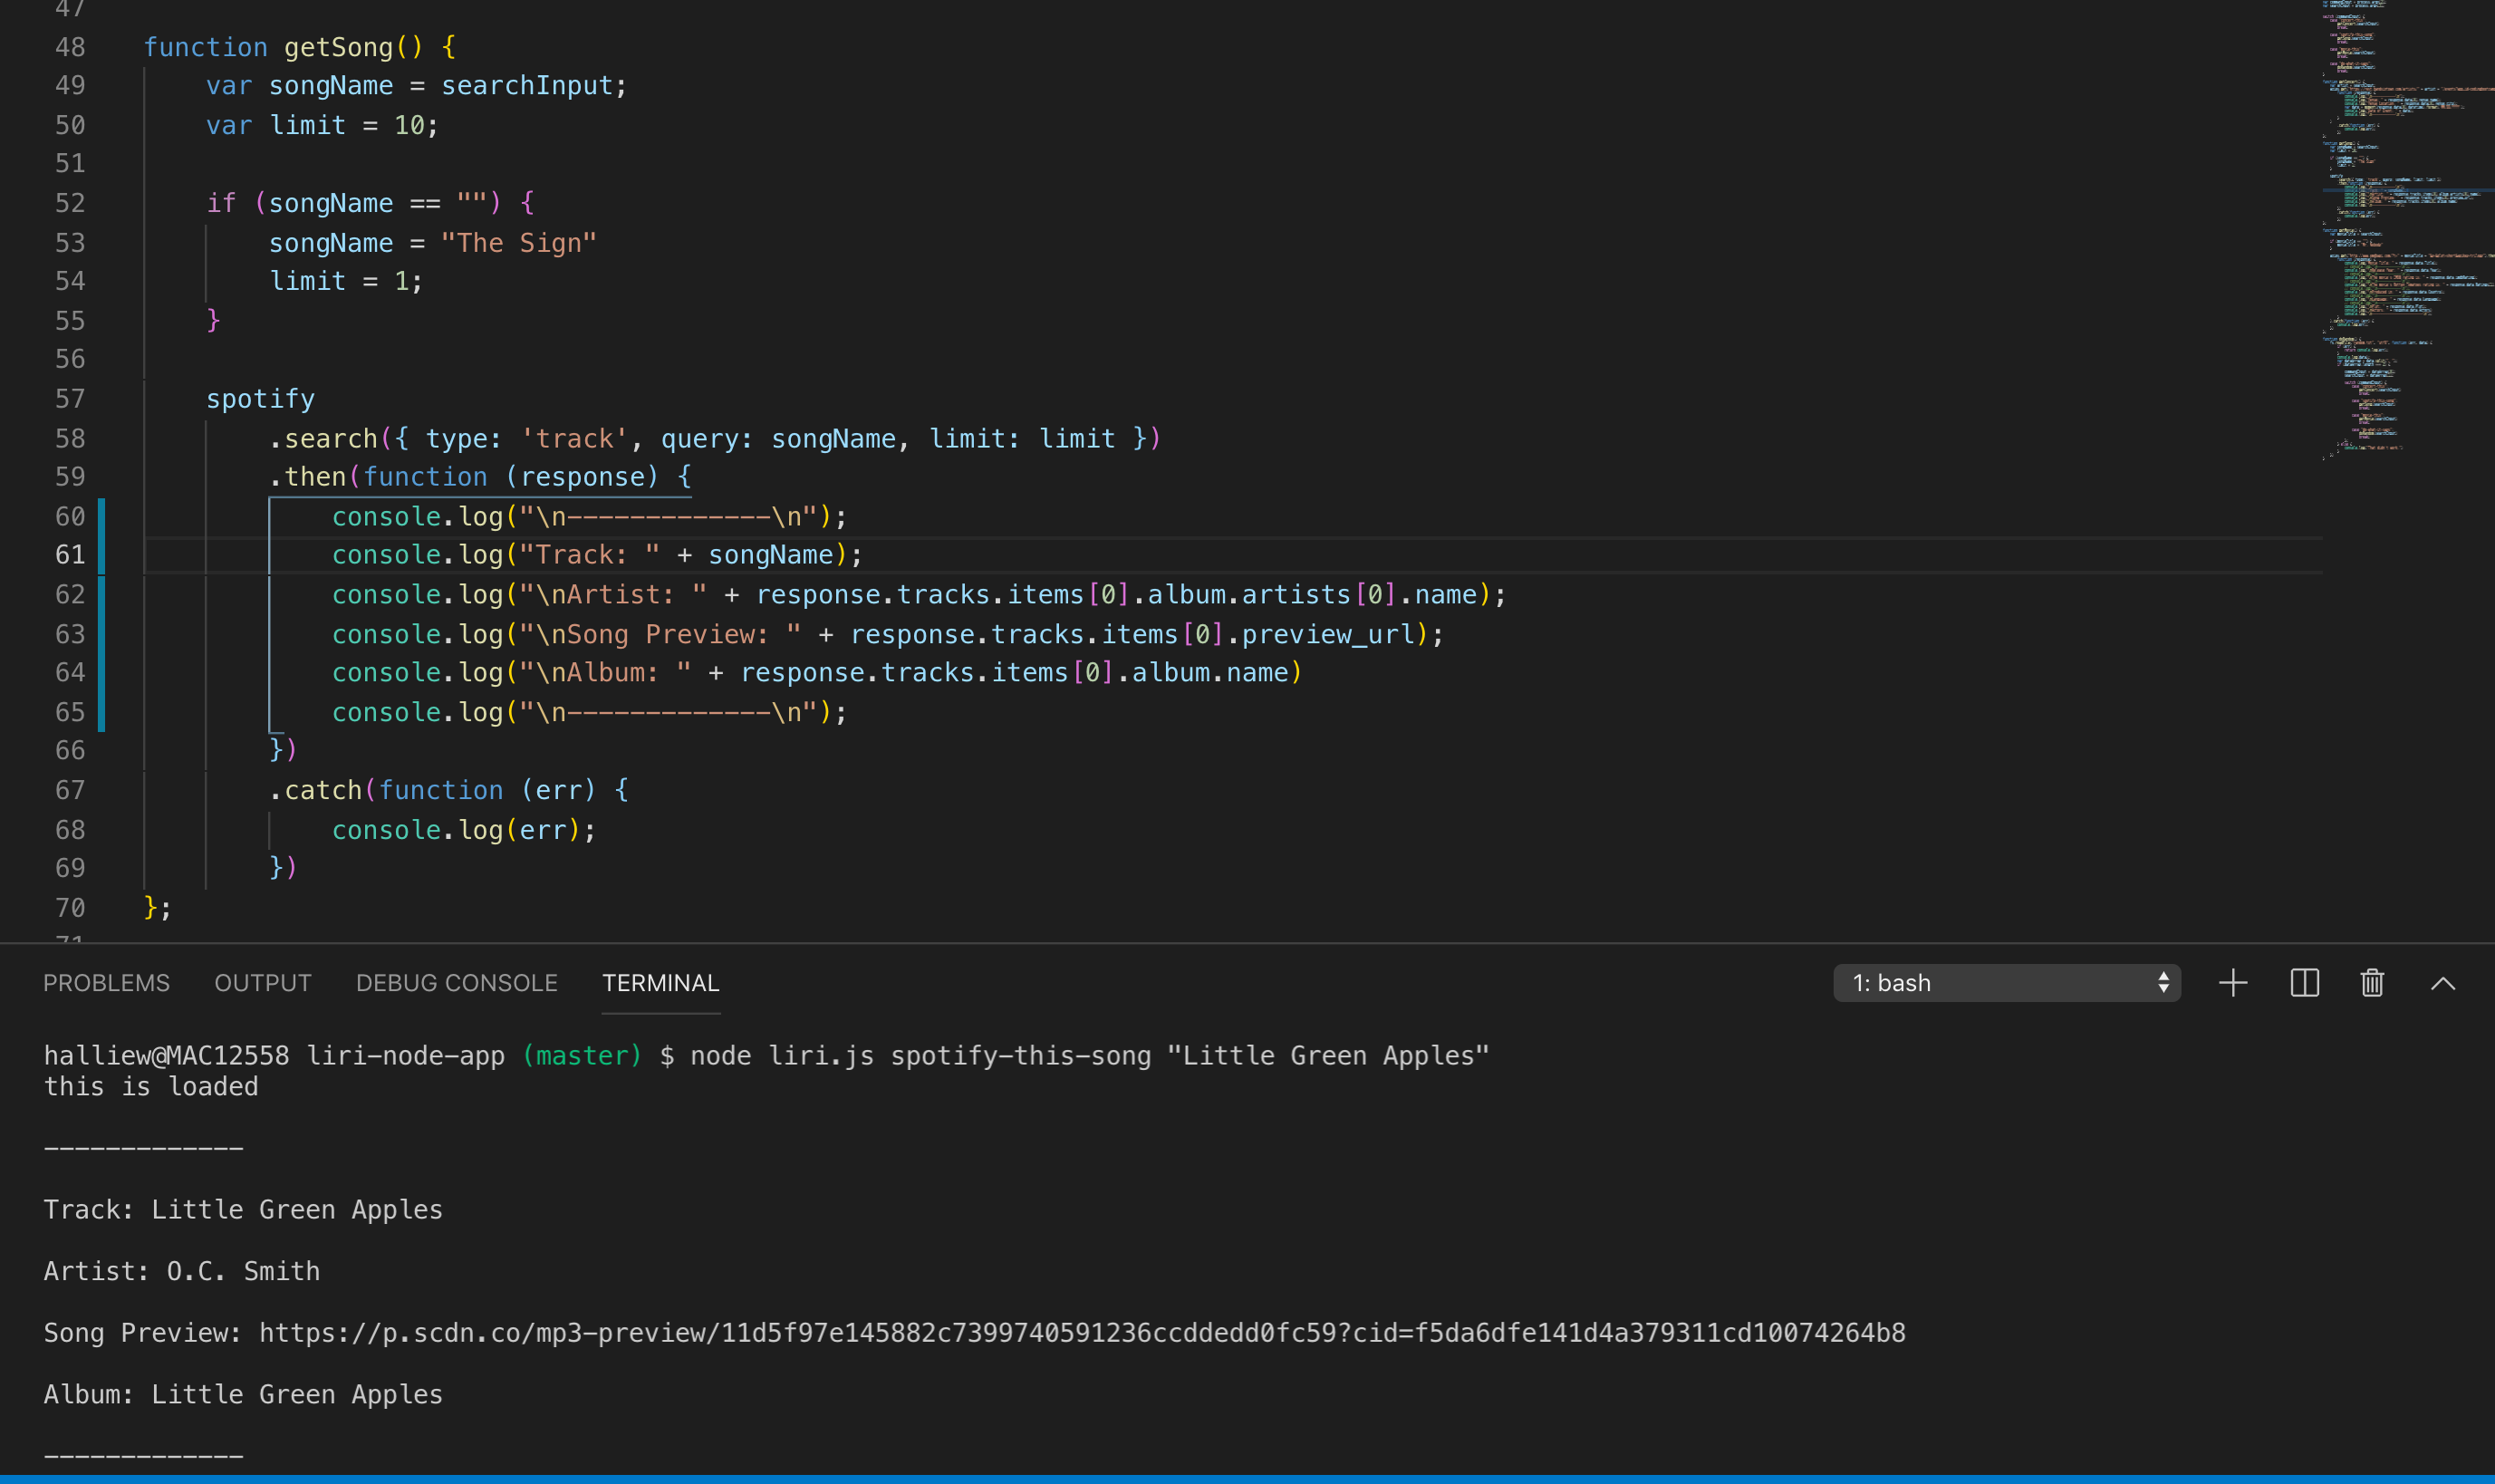 47
48 function getSong() {
49 var songName = searchInput;
50 var limit = 10;
51
52 if (songName == "") {
53 songName = "The Sign"
54 limit = 1;
55 }
56
57 spotify
58 .search({ type: 'track', query: songName, limit: limit })
59 .then(function (response) {
60 console.log("\n-------------\n");
61 console.log("Track: " + songName);
62 console.log("\nArtist: " + response.tracks.items[0].album.artists[0].name);
63 console.log("\nSong Preview: " + response.tracks.items[0].preview_url);
64 console.log("\nAlbum: " + response.tracks.items[0].album.name)
65 console.log("\n-------------\n");
66 })
67 .catch(function (err) {
68 console.log(err);
69 })
70 };
71
PROBLEMS OUTPUT DEBUG CONSOLE TERMINAL 1: bash
halliew@MAC12558 liri-node-app (master) $ node liri.js spotify-this-song "Little Green Apples"
this is loaded
-------------
Track: Little Green Apples
Artist: O.C. Smith
Song Preview: https://p.scdn.co/mp3-preview/11d5f97e145882c7399740591236ccddedd0fc59?cid=f5da6dfe141d4a379311cd10074264b8
Album: Little Green Apples
-------------